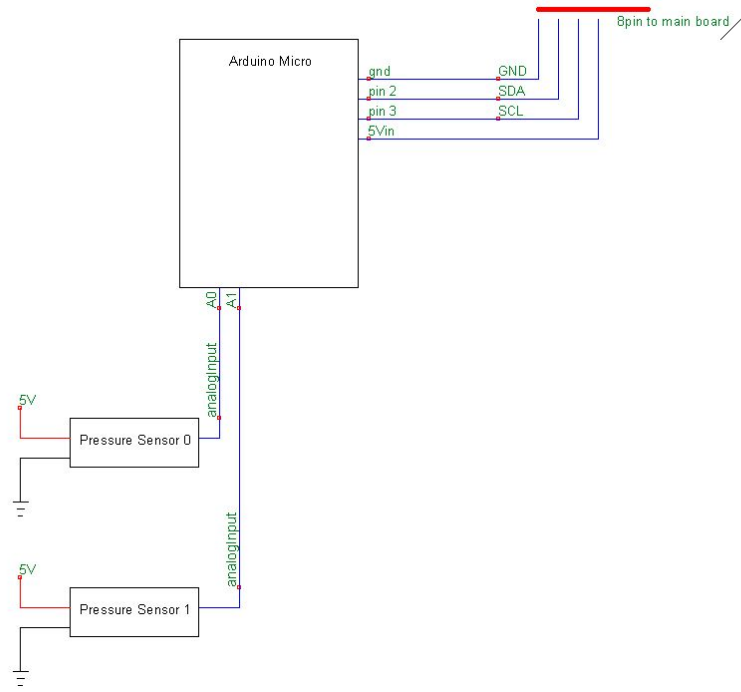 8pin to main board
Arduino Micro
gnd
GND
pin 2
SDA
pin 3
SCL
5Vin
A0
A1
analogInput
5V
Pressure Sensor 0
analogInput
5V
Pressure Sensor 1